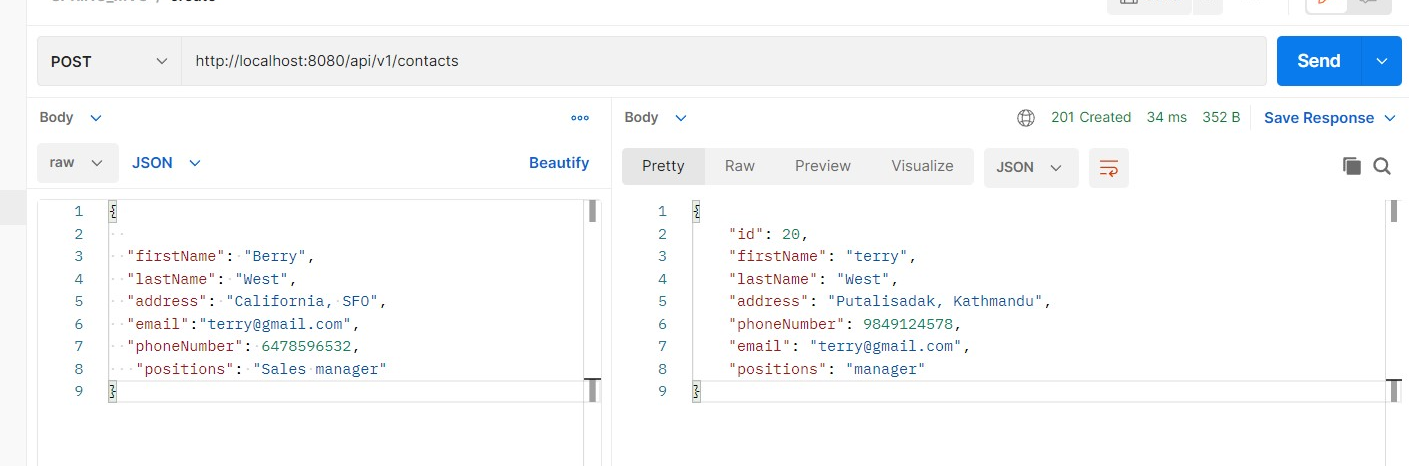 create
POST
http://localhost:8080/api/v1/contacts
Send
Body
raw
JSON
Beautify
1 {
2
3 "firstName": "Berry",
4 "lastName": "West",
5 "address": "California, SFO",
6 "email":"terry@gmail.com",
7 "phoneNumber": 6478596532,
8 "positions": "Sales manager"
9 }
Body
201 Created 34 ms 352 B Save Response
Pretty Raw Preview Visualize JSON
1 {
2 "id": 20,
3 "firstName": "terry",
4 "lastName": "West",
5 "address": "Putalisadak, Kathmandu",
6 "phoneNumber": 9849124578,
7 "email": "terry@gmail.com",
8 "positions": "manager"
9 }